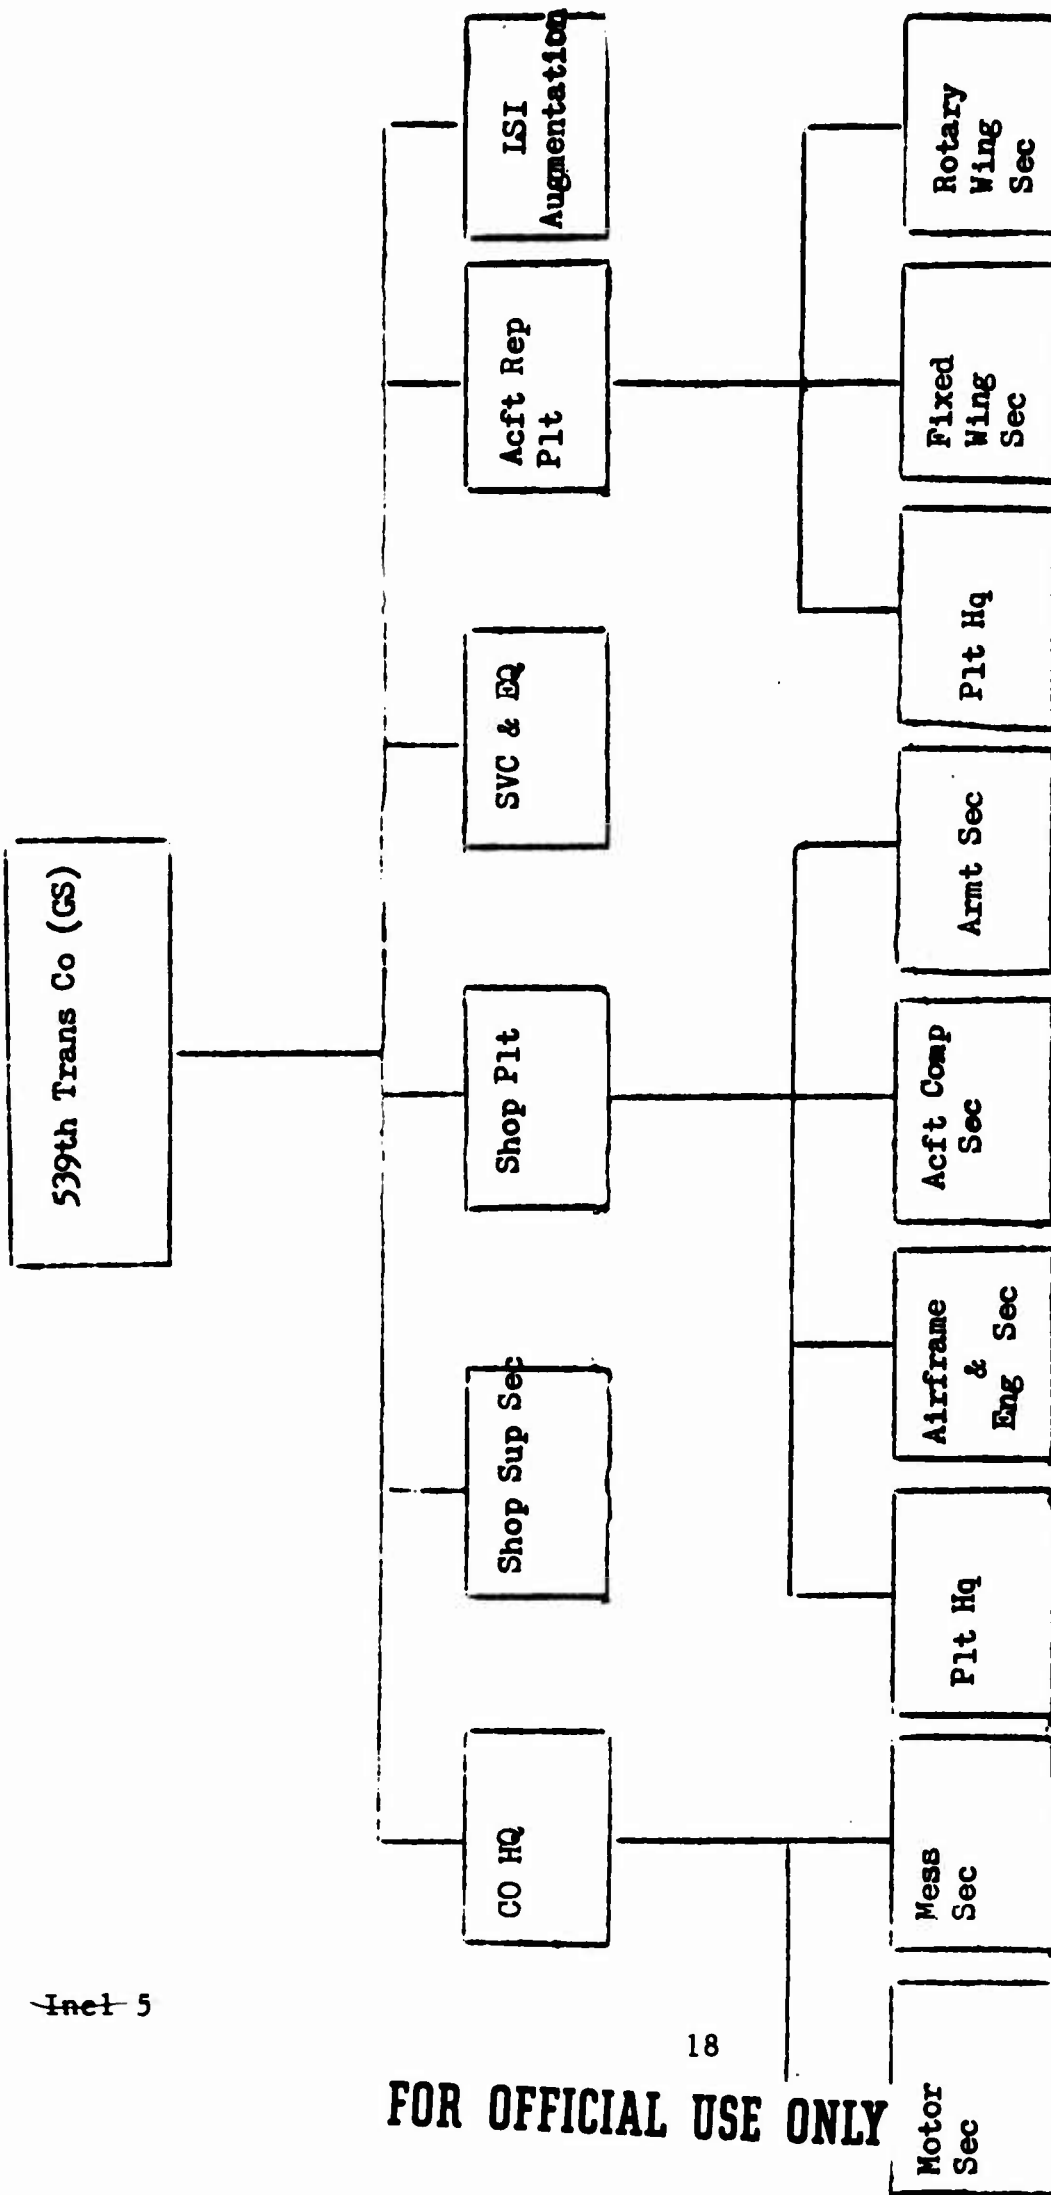 539th Trans Co (GS)
CO HQ
Shop Sup Sec
Shop Plt
SVC & EQ
Acft Rep
Plt
LSI
Augmentation
Motor
Sec
Mess
Sec
Plt Hq
Airframe
&
Eng Sec
Acft Comp
Sec
Armt Sec
Plt Hq
Fixed
Wing
Sec
Rotary
Wing
Sec
Incl 5
18
FOR OFFICIAL USE ONLY